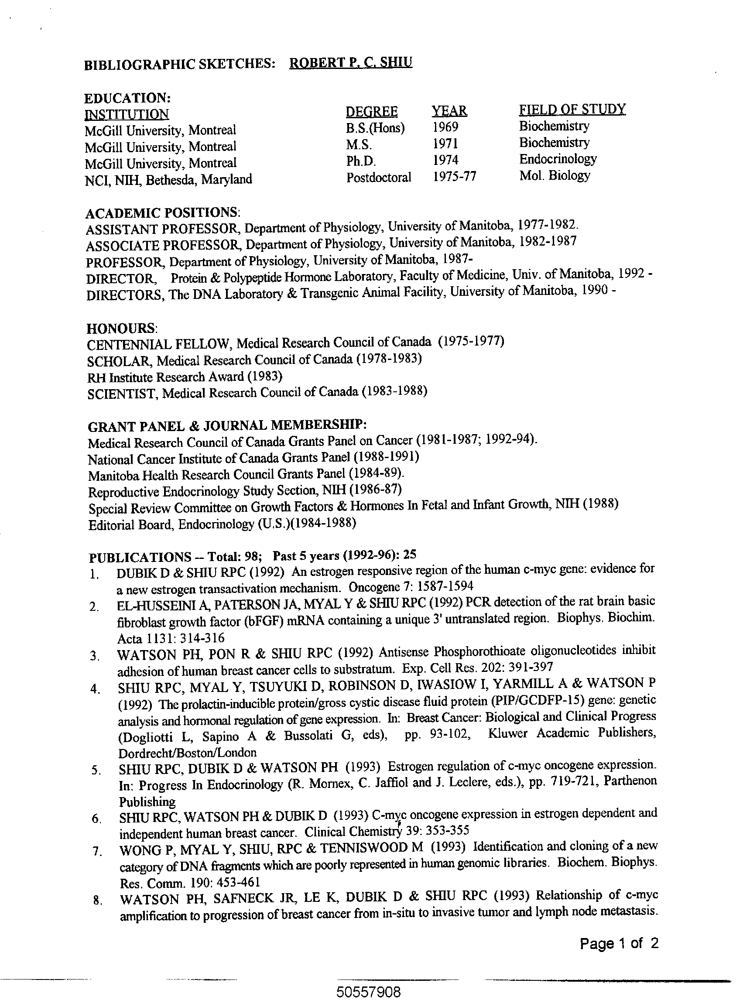 BIBLIOGRAPHIC SKETCHES: ROBERT P. C. SHIU
EDUCATION:
INSTITUTION DEGREE YEAR FIELD OF STUDY
McGill University, Montreal B.S.(Hons) 1969 Biochemistry
McGill University, Montreal M.S. 1971 Biochemistry
McGill University, Montreal Ph.D. 1974 Endocrinology
NCI, NIH, Bethesda, Maryland Postdoctoral 1975-77 Mol. Biology
ACADEMIC POSITIONS:
ASSISTANT PROFESSOR, Department of Physiology, University of Manitoba, 1977-1982.
ASSOCIATE PROFESSOR, Department of Physiology, University of Manitoba, 1982-1987
PROFESSOR, Department of Physiology, University of Manitoba, 1987-
DIRECTOR, Protein & Polypeptide Hormone Laboratory, Faculty of Medicine, Univ. of Manitoba, 1992 -
DIRECTORS, The DNA Laboratory & Transgenic Animal Facility, University of Manitoba, 1990 -
HONOURS:
CENTENNIAL FELLOW, Medical Research Council of Canada (1975-1977)
SCHOLAR, Medical Research Council of Canada (1978-1983)
RH Institute Research Award (1983)
SCIENTIST, Medical Research Council of Canada (1983-1988)
GRANT PANEL & JOURNAL MEMBERSHIP:
Medical Research Council of Canada Grants Panel on Cancer (1981-1987; 1992-94).
National Cancer Institute of Canada Grants Panel (1988-1991)
Manitoba Health Research Council Grants Panel (1984-89).
Reproductive Endocrinology Study Section, NIH (1986-87)
Special Review Committee on Growth Factors & Hormones In Fetal and Infant Growth, NIH (1988)
Editorial Board, Endocrinology (U.S.)(1984-1988)
PUBLICATIONS -- Total: 98; Past 5 years (1992-96): 25
1. DUBIK D & SHIU RPC (1992) An estrogen responsive region of the human c-myc gene: evidence for
a new estrogen transactivation mechanism. Oncogene 7: 1587-1594
2. EL-HUSSEINI A, PATERSON JA, MYAL Y & SHIU RPC (1992) PCR detection of the rat brain basic
fibroblast growth factor (bFGF) mRNA containing a unique 3' untranslated region. Biophys. Biochim.
Acta 1131: 314-316
3. WATSON PH, PON R & SHIU RPC (1992) Antisense Phosphorothioate oligonucleotides inhibit
adhesion of human breast cancer cells to substratum. Exp. Cell Res. 202: 391-397
4. SHIU RPC, MYAL Y, TSUYUKI D, ROBINSON D, IWASIOW I, YARMILL A & WATSON P
(1992) The prolactin-inducible protein/gross cystic disease fluid protein (PIP/GCDFP-15) gene: genetic
analysis and hormonal regulation of gene expression. In: Breast Cancer: Biological and Clinical Progress
(Dogliotti L, Sapino A & Bussolati G, eds), pp. 93-102, Kluwer Academic Publishers,
Dordrecht/Boston/London
5. SHIU RPC, DUBIK D & WATSON PH (1993) Estrogen regulation of c-myc oncogene expression.
In: Progress In Endocrinology (R. Mornex, C. Jaffiol and J. Leclere, eds.), pp. 719-721, Parthenon
Publishing
6. SHIU RPC, WATSON PH & DUBIK D (1993) C-myc oncogene expression in estrogen dependent and
independent human breast cancer. Clinical Chemistry 39: 353-355
7. WONG P, MYAL Y, SHIU, RPC & TENNISWOOD M (1993) Identification and cloning of a new
category of DNA fragments which are poorly represented in human genomic libraries. Biochem. Biophys.
Res. Comm. 190: 453-461
8. WATSON PH, SAFNECK JR, LE K, DUBIK D & SHIU RPC (1993) Relationship of c-myc
amplification to progression of breast cancer from in-situ to invasive tumor and lymph node metastasis.
Page 1 of 2
50557908